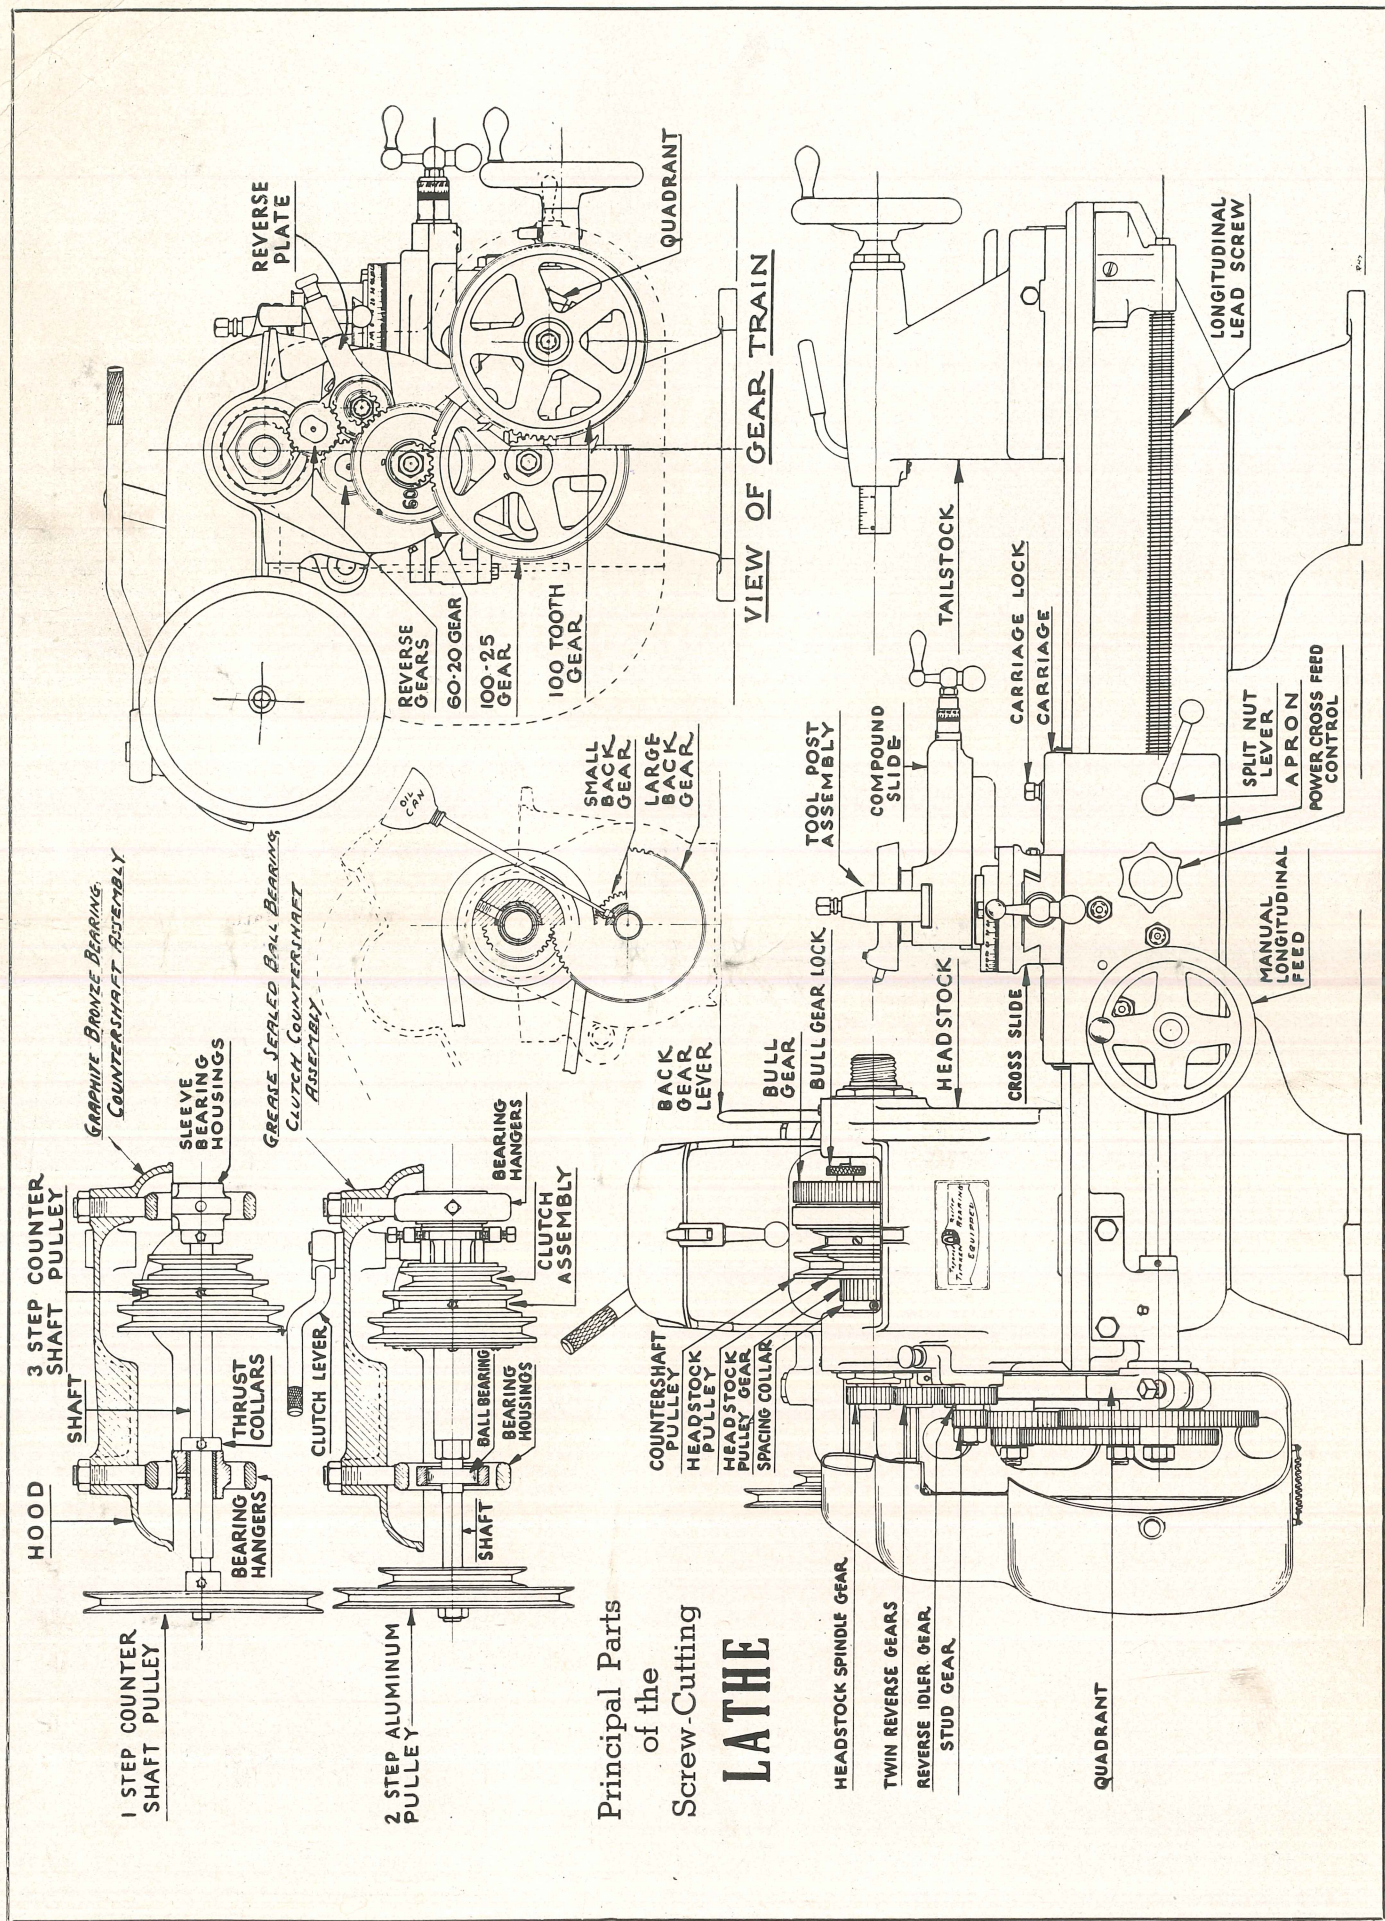 HOOD
SHAFT
3 STEP COUNTER
SHAFT PULLEY
GRAPHITE BRONZE BEARING,
COUNTERSHAFT ASSEMBLY
1 STEP COUNTER
SHAFT PULLEY
BEARING
HANGERS
THRUST
COLLARS
SLEEVE
BEARING
HOUSINGS
GREASE SEALED BALL BEARING,
CLUTCH COUNTERSHAFT
ASSEMBLY
CLUTCH LEVER
2 STEP ALUMINUM
PULLEY
SHAFT
BALL BEARING
BEARING
HOUSINGS
BEARING
HANGERS
CLUTCH
ASSEMBLY
REVERSE
PLATE
QUADRANT
60
REVERSE
GEARS
60-20 GEAR
100-25
GEAR
100 TOOTH
GEAR
VIEW OF GEAR TRAIN
OIL
CAN
SMALL
BACK
GEAR
LARGE
BACK
GEAR
Principal Parts
of the
Screw-Cutting
LATHE
COUNTERSHAFT
PULLEY
HEADSTOCK
PULLEY
HEADSTOCK
PULLEY GEAR
SPACING COLLAR
BACK
GEAR
LEVER
BULL
GEAR
BULL GEAR LOCK
HEADSTOCK
CROSS SLIDE
TOOL POST
ASSEMBLY
COMPOUND
SLIDE
TAILSTOCK
CARRIAGE LOCK
CARRIAGE
LONGITUDINAL
LEAD SCREW
TIMKEN BEARING
EQUIPPED
8
HEADSTOCK SPINDLE GEAR
TWIN REVERSE GEARS
REVERSE IDLER GEAR
STUD GEAR
QUADRANT
MANUAL
LONGITUDINAL
FEED
SPLIT NUT
LEVER
APRON
POWER CROSS FEED
CONTROL